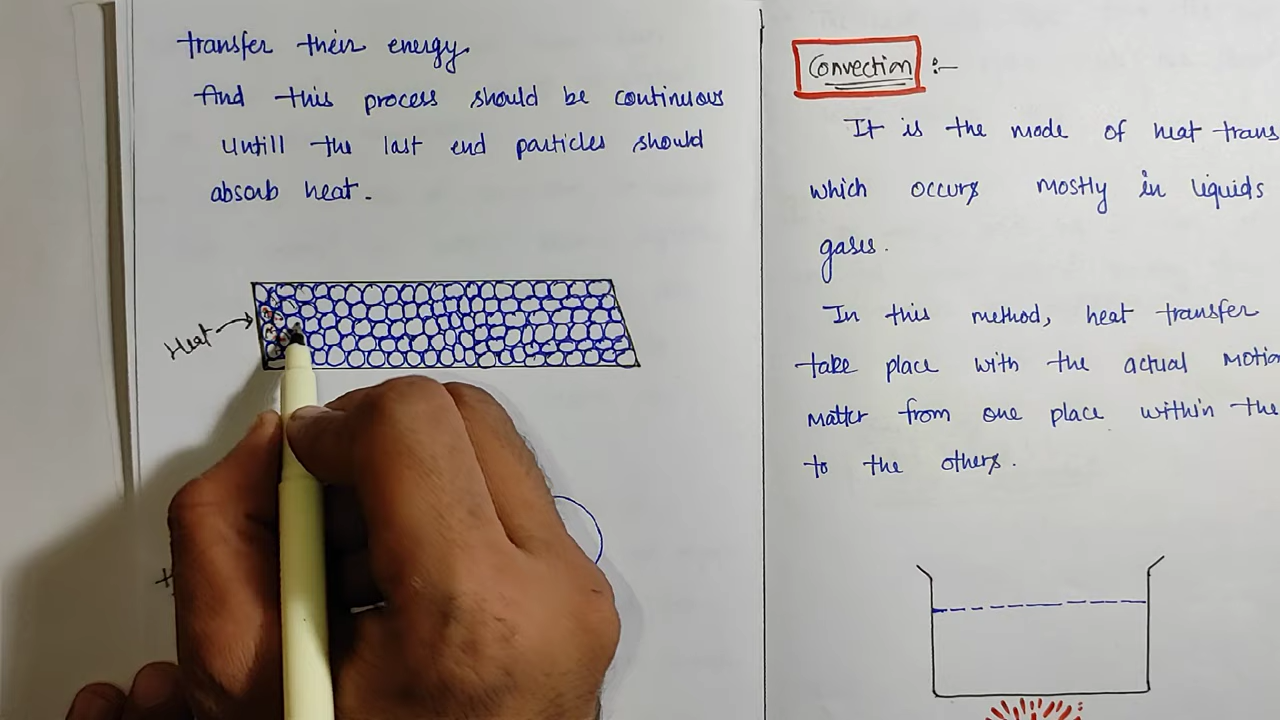 transfer their energy.
And this process should be continuous
untill the last end particles should
absorb heat.
Heat
Convection :-
It is the mode of heat trans
which occurs mostly in liquids
gases.
In this method, heat transfer
take place with the actual motio
matter from one place within the
to the others.